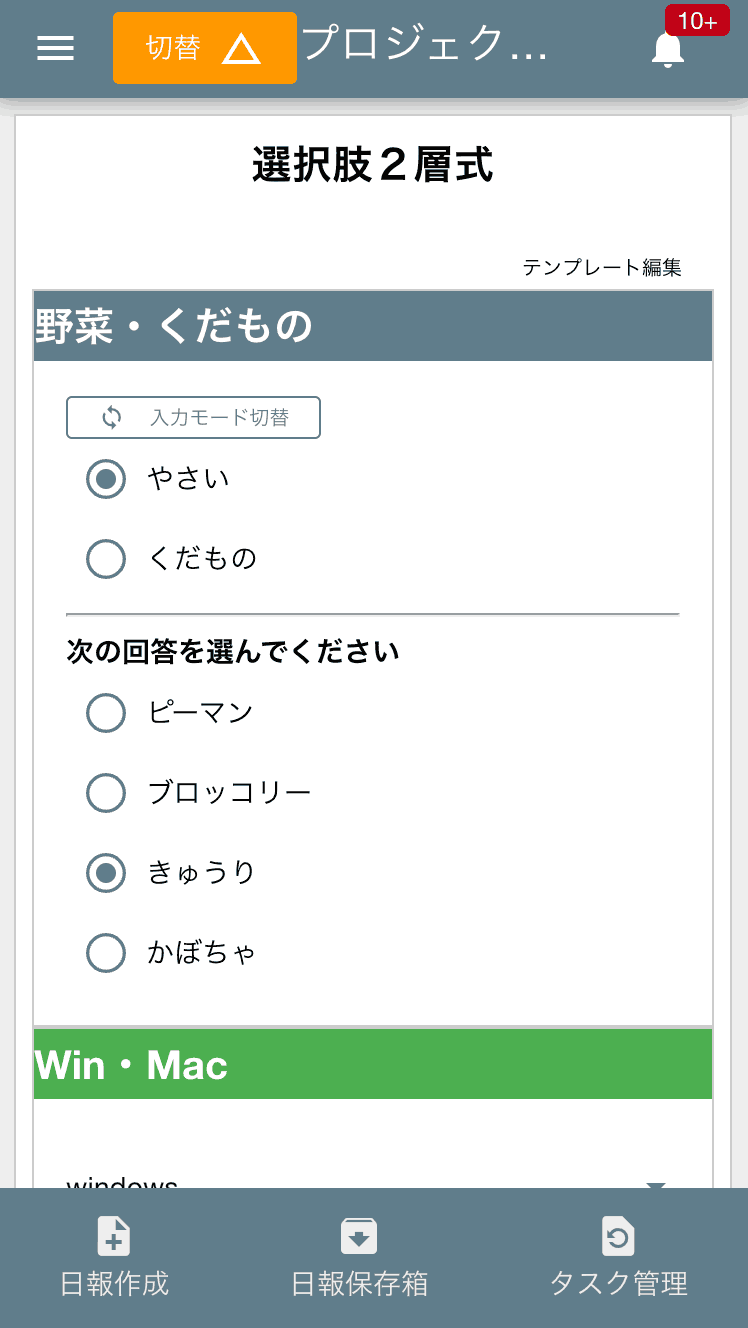 切替
プロジェク...
10+
選択肢２層式
テンプレート編集
野菜・くだもの
入力モード切替
やさい
くだもの
次の回答を選んでください
ピーマン
ブロッコリー
きゅうり
かぼちゃ
Win・Mac
windows
日報作成
日報保存箱
タスク管理